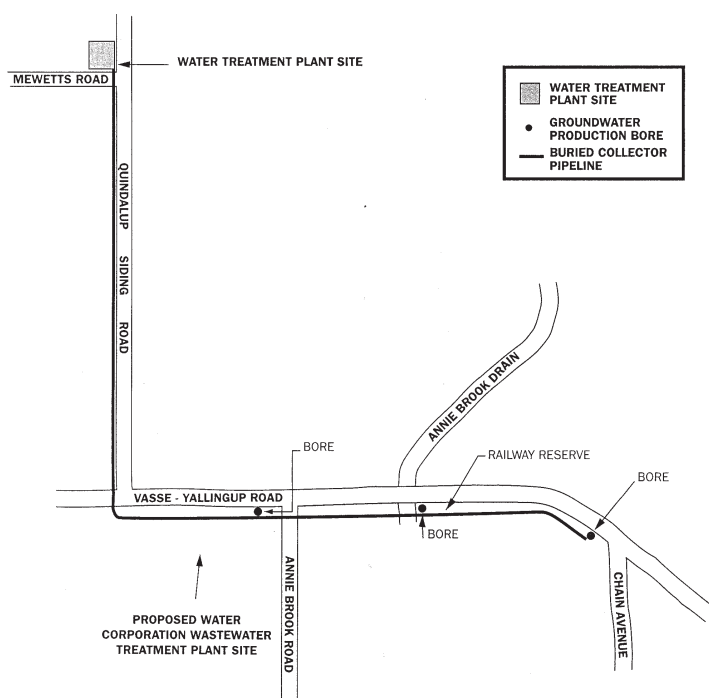 WATER TREATMENT PLANT SITE
MEWETTS ROAD
WATER TREATMENT
PLANT SITE
GROUNDWATER
PRODUCTION BORE
BURIED COLLECTOR
PIPELINE
QUINDALUP SIDING ROAD
ANNIE BROOK DRAIN
BORE
RAILWAY RESERVE
BORE
VASSE - YALLINGUP ROAD
BORE
ANNIE BROOK ROAD
CHAIN AVENUE
PROPOSED WATER
CORPORATION WASTEWATER
TREATMENT PLANT SITE